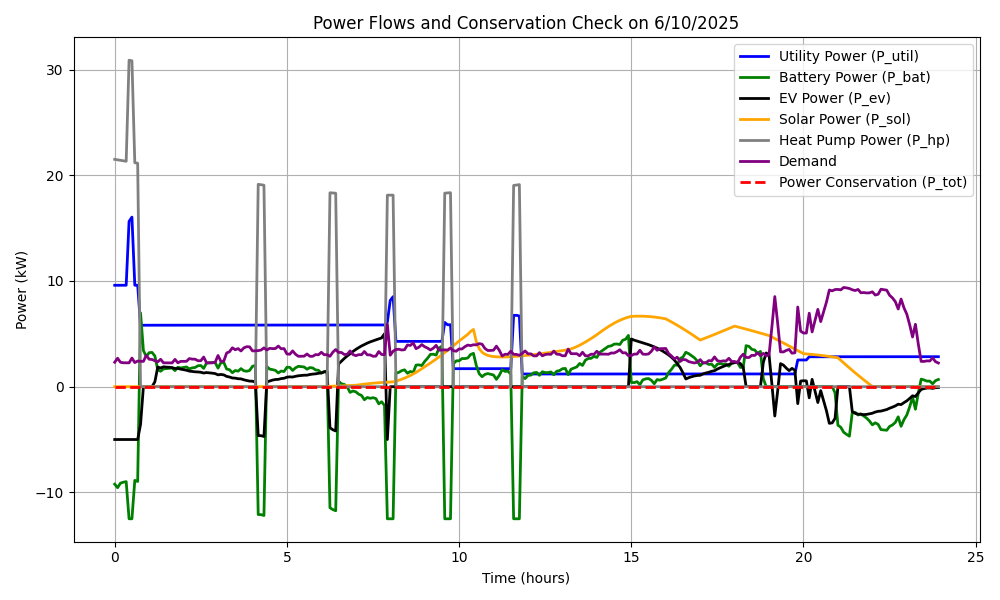 Power Flows and Conservation Check on 6/10/2025
Utility Power (P_util)
Battery Power (P_bat)
EV Power (P_ev)
Solar Power (P_sol)
Heat Pump Power (P_hp)
Demand
Power Conservation (P_tot)
Power (kW)
30
20
10
0
−10
0
5
10
15
20
25
Time (hours)